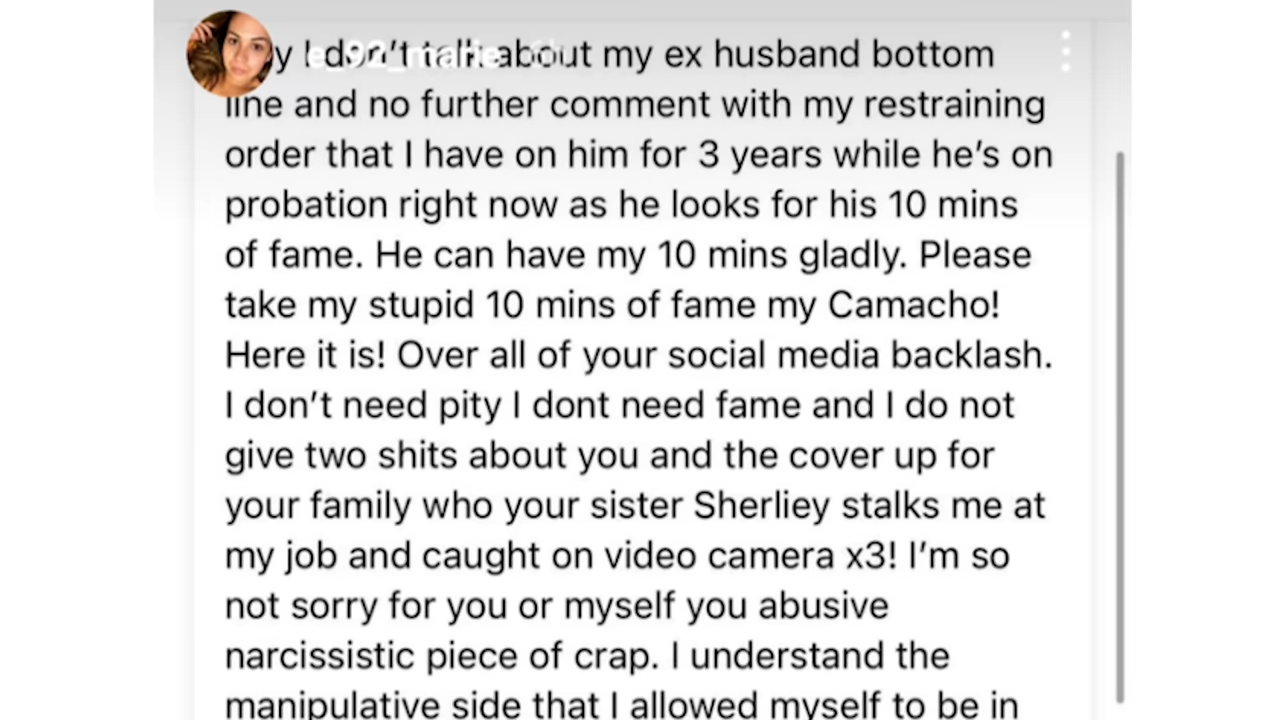 y I don't talk about my ex husband bottom
line and no further comment with my restraining
order that I have on him for 3 years while he's on
probation right now as he looks for his 10 mins
of fame. He can have my 10 mins gladly. Please
take my stupid 10 mins of fame my Camacho!
Here it is! Over all of your social media backlash.
I don't need pity I dont need fame and I do not
give two shits about you and the cover up for
your family who your sister Sherliey stalks me at
my job and caught on video camera x3! I'm so
not sorry for you or myself you abusive
narcissistic piece of crap. I understand the
manipulative side that I allowed myself to be in